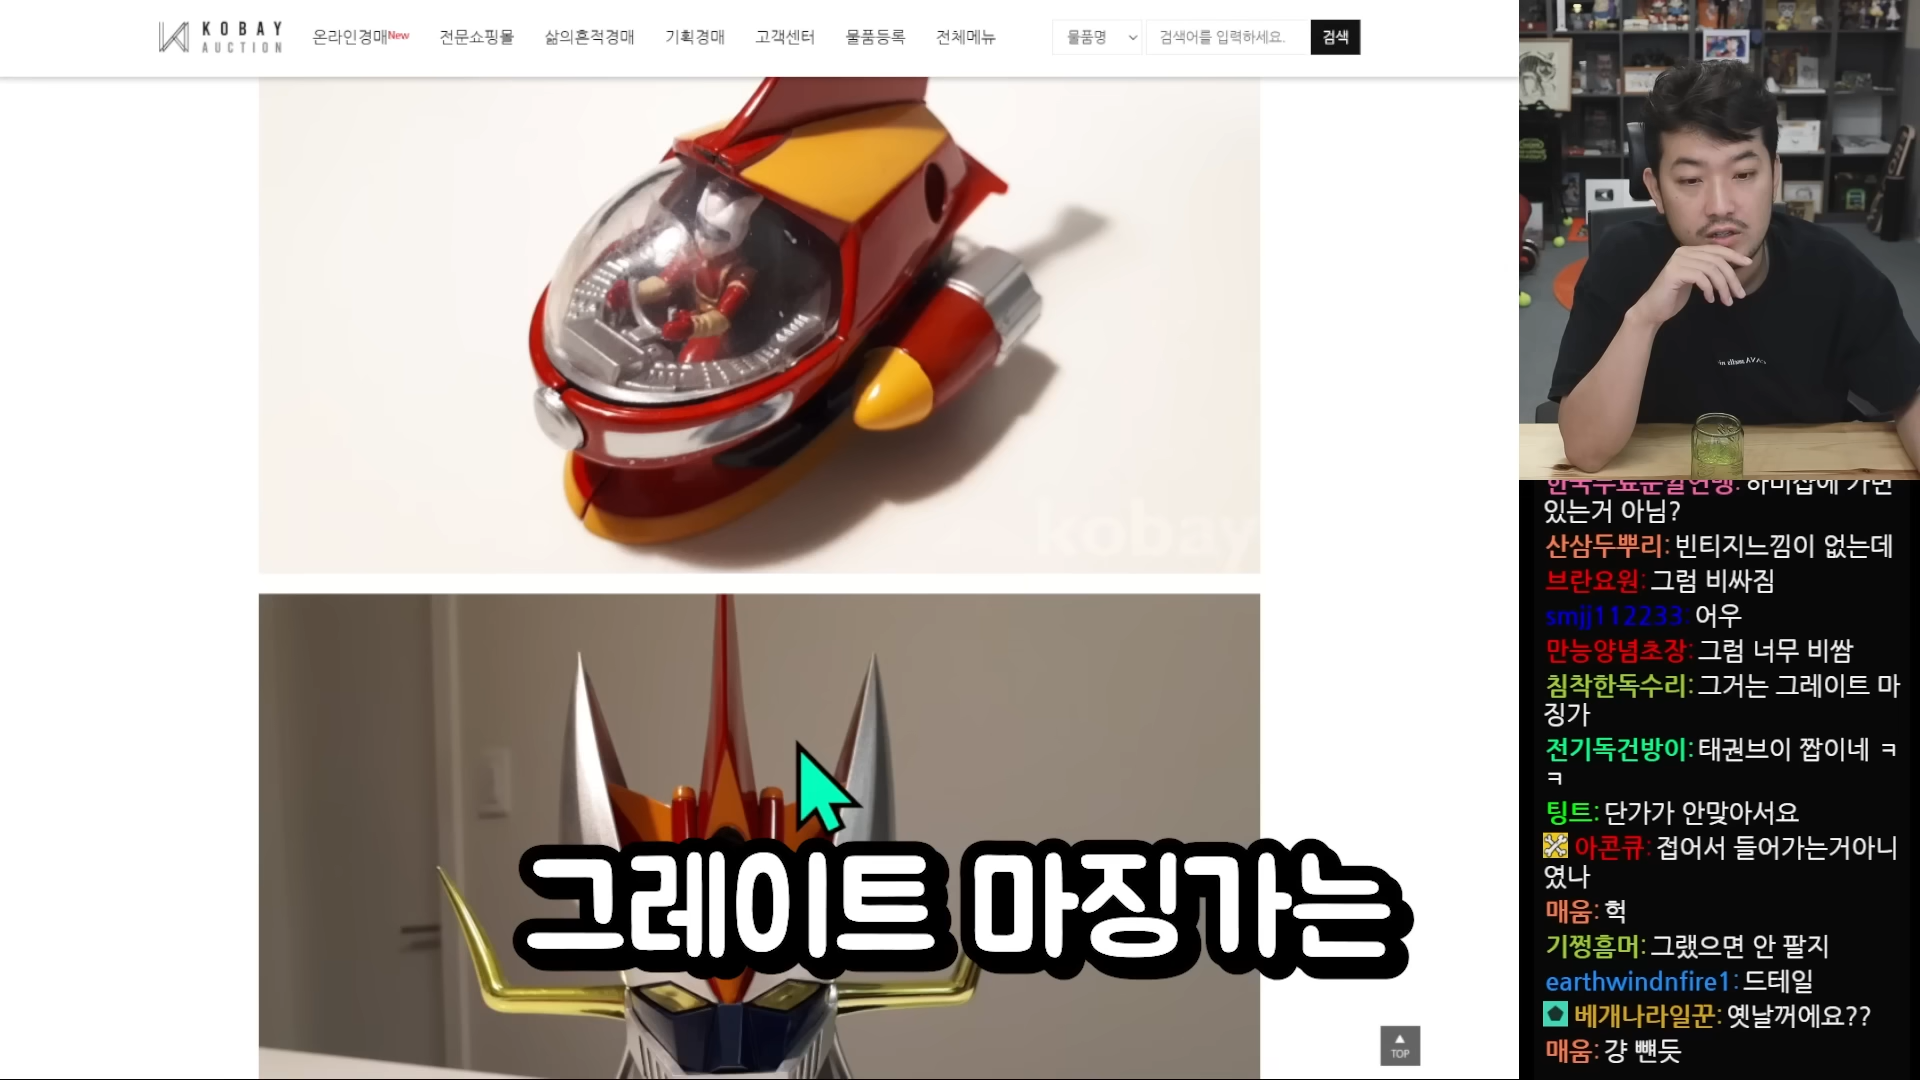 KOBAY
AUCTION
온라인경매New
전문쇼핑몰
삶의흔적경매
기획경매
고객센터
물품등록
전체메뉴
물품명
검색어를 입력하세요.
검색
kobay
그레이트 마징가는
TOP
있는거 아님?
산삼두뿌리: 빈티지느낌이 없는데
브란요원: 그럼 비싸짐
smjj112233: 어우
만능양념초장: 그럼 너무 비쌈
침착한독수리: 그거는 그레이트 마
징가
전기독건방이: 태권브이 짭이네 ㅋ
ㅋ
팅트: 단가가 안맞아서요
아콘큐: 접어서 들어가는거아니
였나
매움: 헉
기쩡흠머: 그랬으면 안 팔지
earthwindnfire1: 드테일
베개나라일꾼: 옛날꺼에요??
매움: 걍 뺀듯